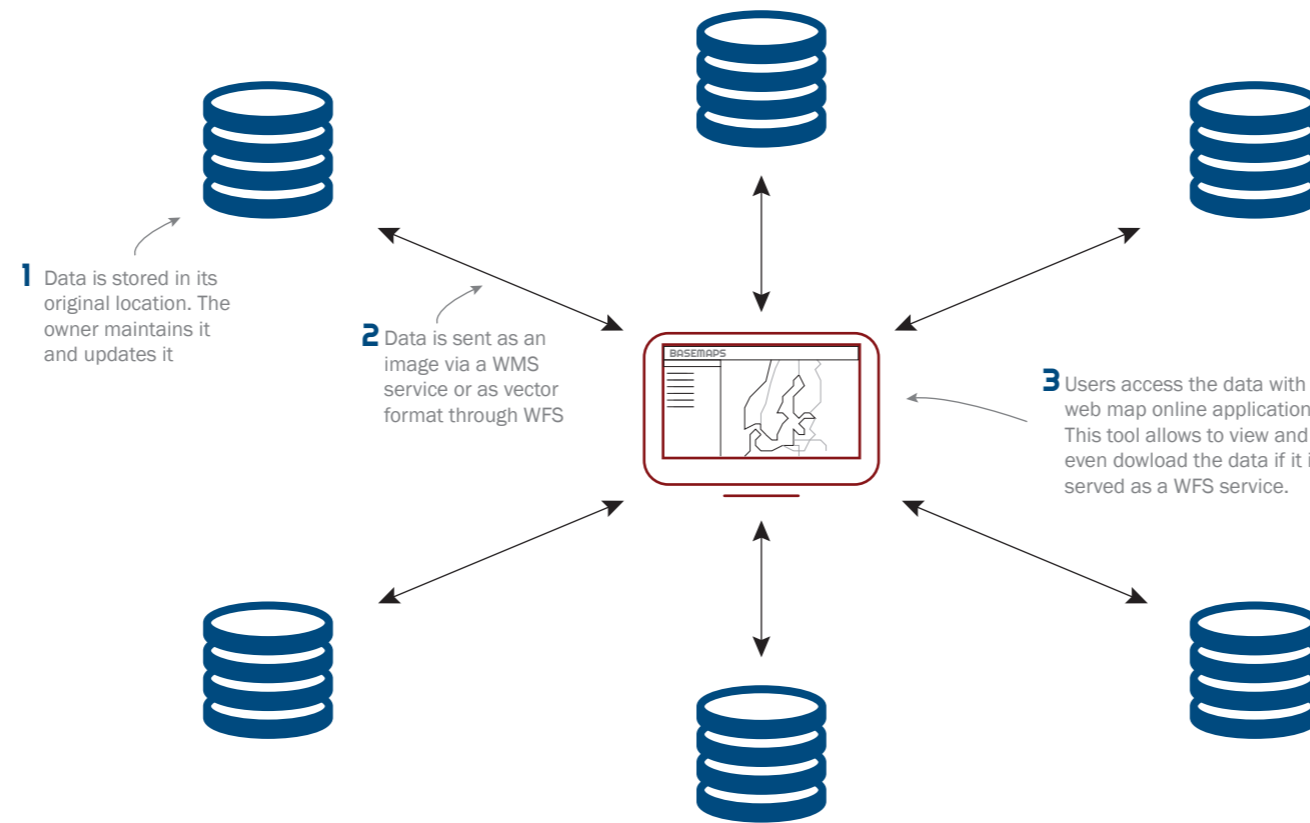 1 Data is stored in its
original location. The
owner maintains it
and updates it
2 Data is sent as an
image via a WMS
service or as vector
format through WFS
BASEMAPS
3 Users access the data with
web map online application
This tool allows to view and
even dowload the data if it i
served as a WFS service.